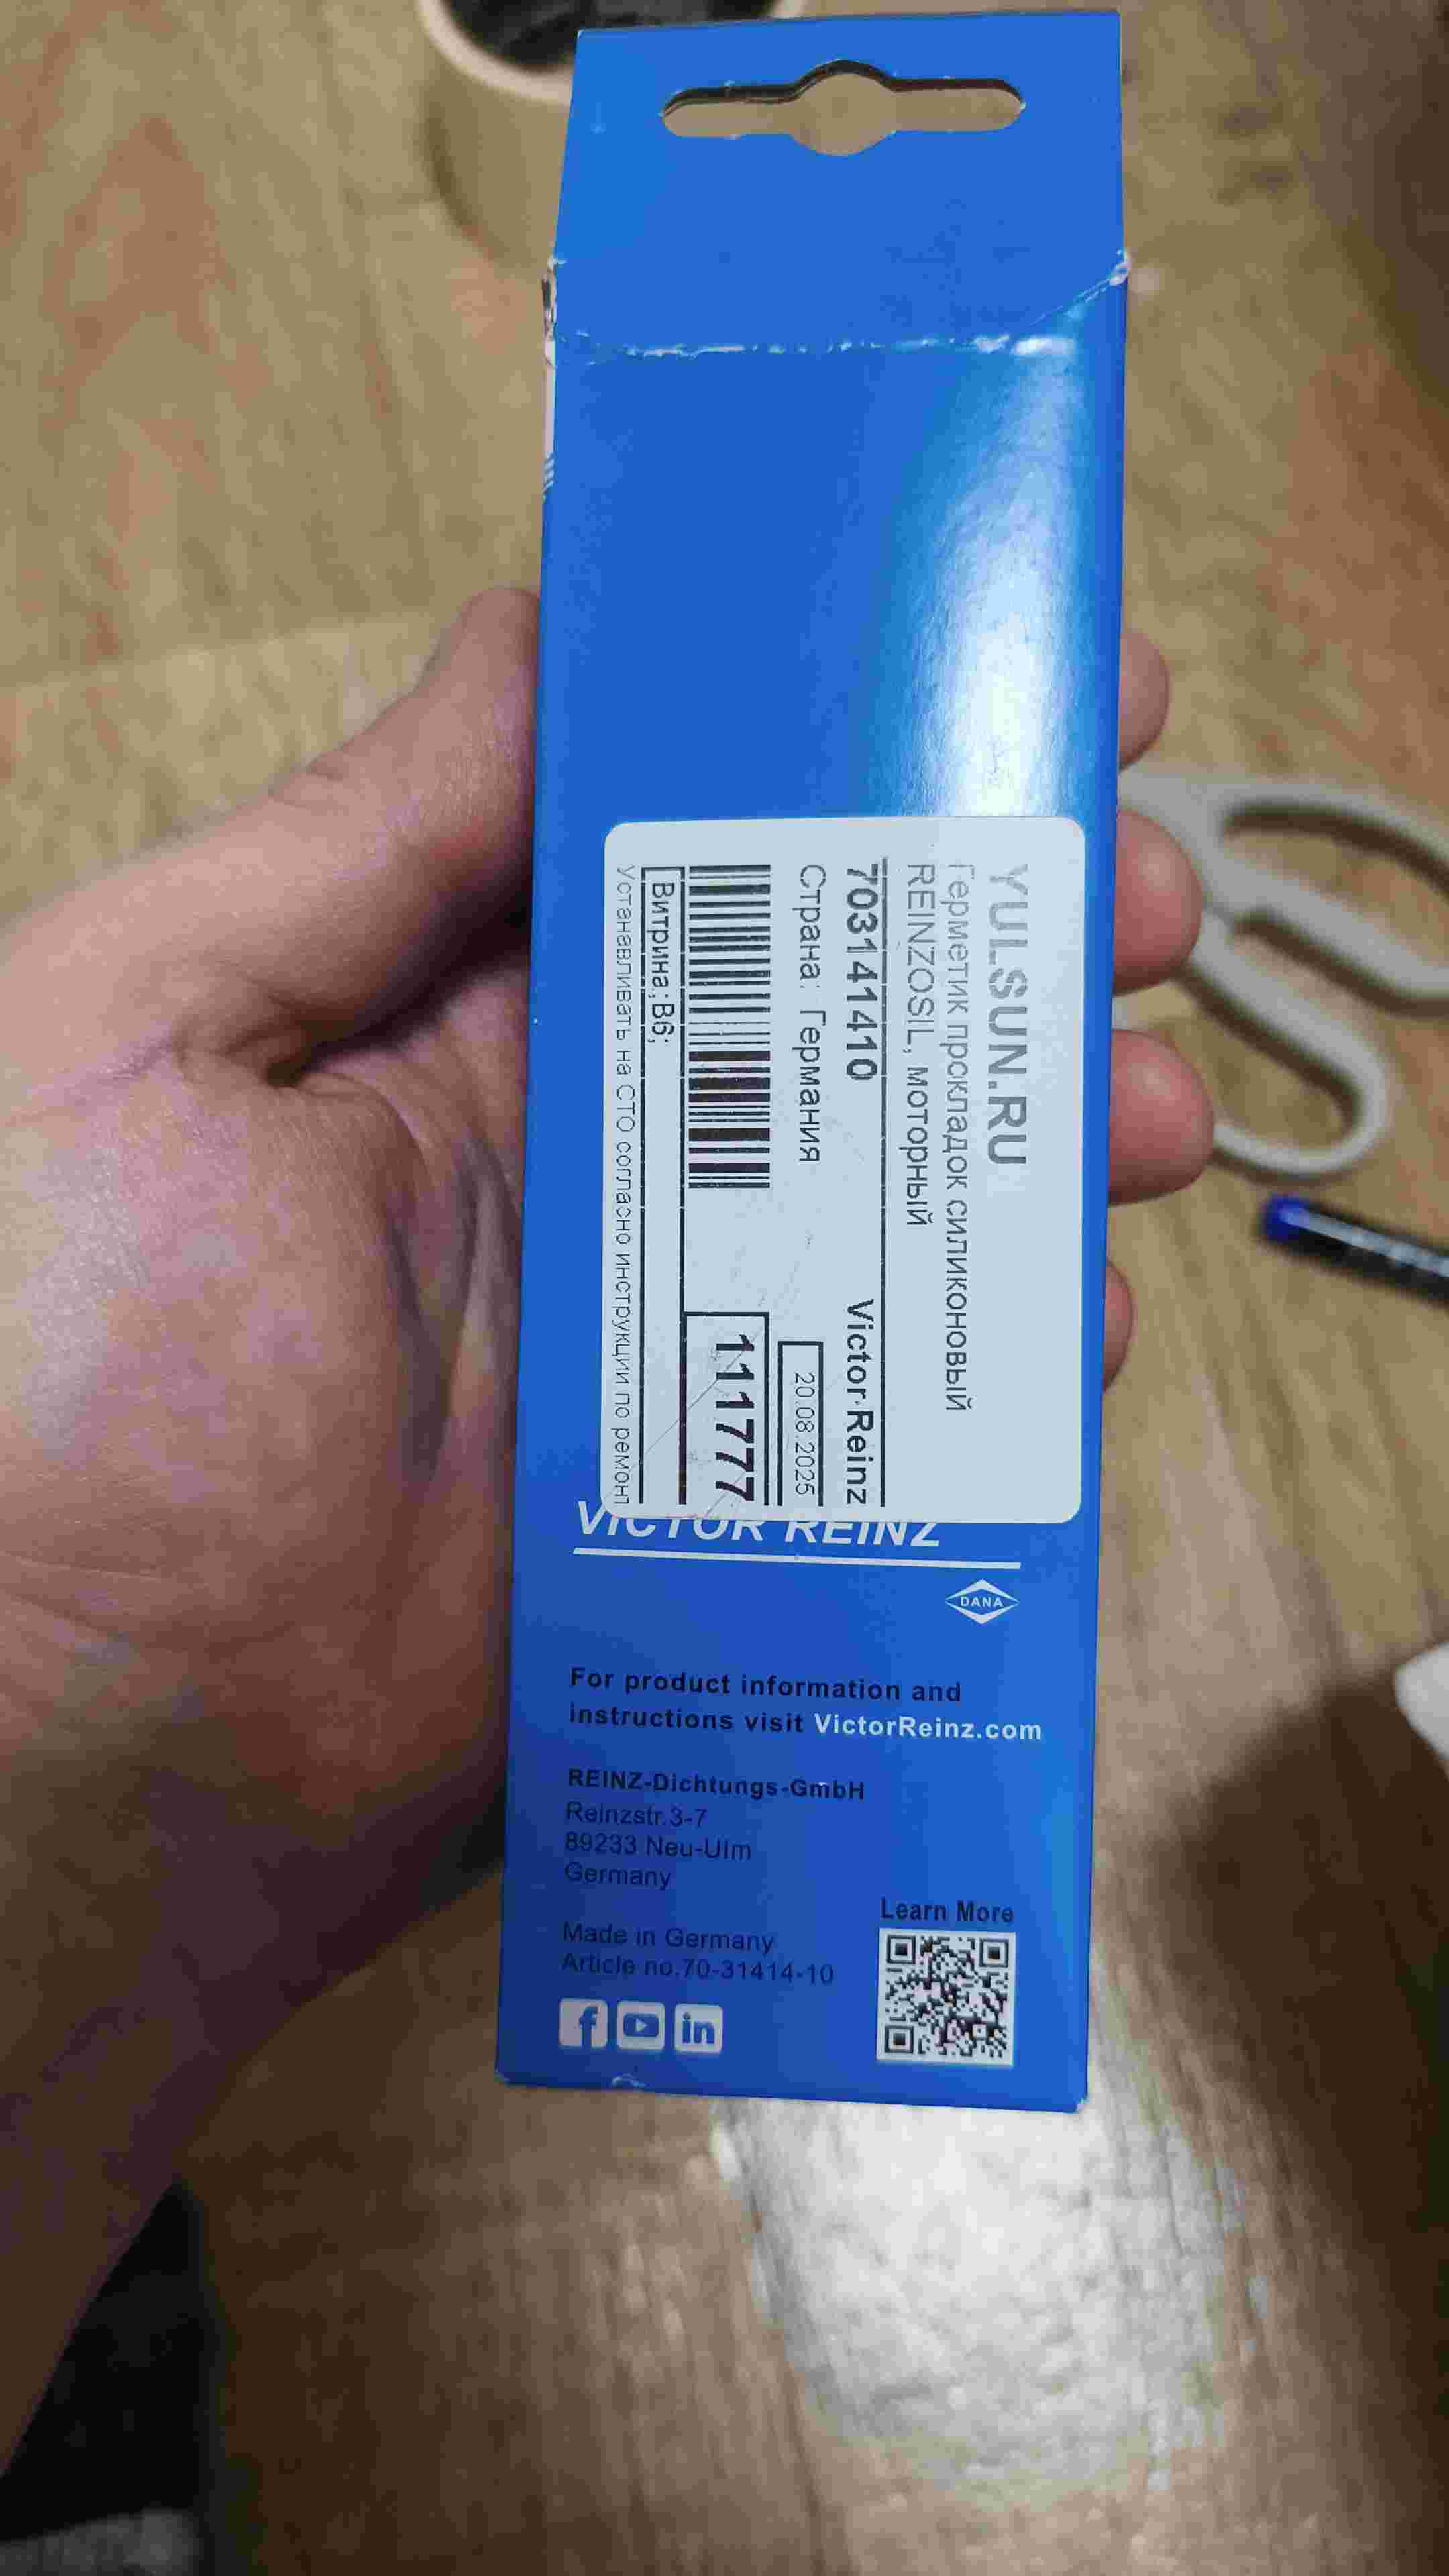 YULSUN.RU
Герметик прокладок силиконовый
REINZOSIL, моторный
703141410 Victor Reinz
Страна: Германия
20.08.2025
111777
Витрина;В6;
Устанавливать на СТО согласно инструкции по ремонт
VICTOR REINZ
DANA
For product information and
instructions visit VictorReinz.com
REINZ-Dichtungs-GmbH
Reinzstr.3-7
89233 Neu-Ulm
Germany
Learn More
Made in Germany
Article no.70-31414-10
f
in